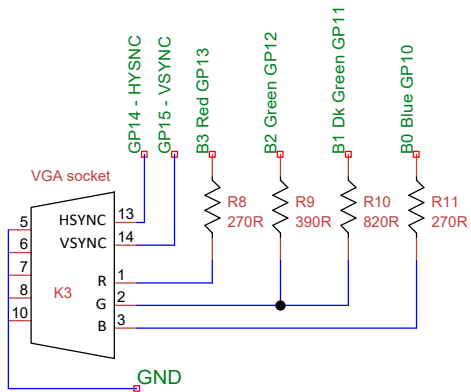 GP14 - HYSNC
GP15 - VSYNC
B3 Red GP13
B2 Green GP12
B1 Dk Green GP11
B0 Blue GP10
VGA socket
R8
270R
R9
390R
R10
820R
R11
270R
5
6
7
8
10
HSYNC
13
VSYNC
14
R
1
K3
G
2
B
3
GND